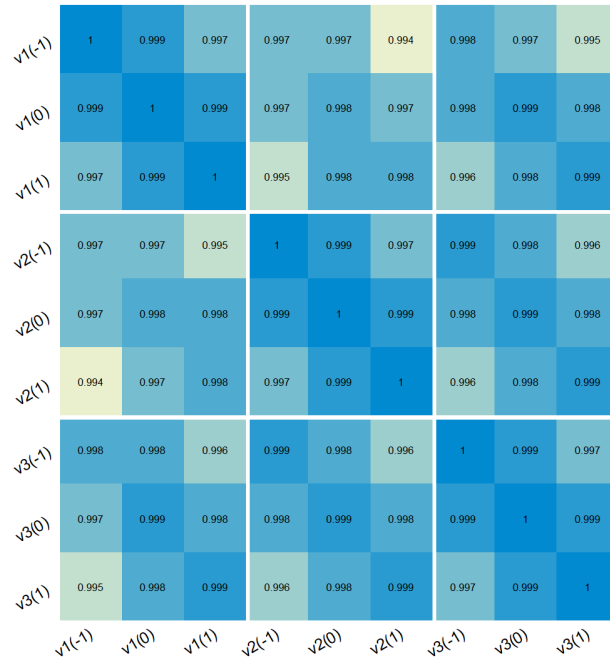 v1(-1) 1 0.999 0.997 0.997 0.997 0.994 0.998 0.997 0.995
v1(0) 0.999 1 0.999 0.997 0.998 0.997 0.998 0.999 0.998
v1(1) 0.997 0.999 1 0.995 0.998 0.998 0.996 0.998 0.999
v2(-1) 0.997 0.997 0.995 1 0.999 0.997 0.999 0.998 0.996
v2(0) 0.997 0.998 0.998 0.999 1 0.999 0.998 0.999 0.998
v2(1) 0.994 0.997 0.998 0.997 0.999 1 0.996 0.998 0.999
v3(-1) 0.998 0.998 0.996 0.999 0.998 0.996 1 0.999 0.997
v3(0) 0.997 0.999 0.998 0.998 0.999 0.998 0.999 1 0.999
v3(1) 0.995 0.998 0.999 0.996 0.998 0.999 0.997 0.999 1
v1(-1) v1(0) v1(1) v2(-1) v2(0) v2(1) v3(-1) v3(0) v3(1)